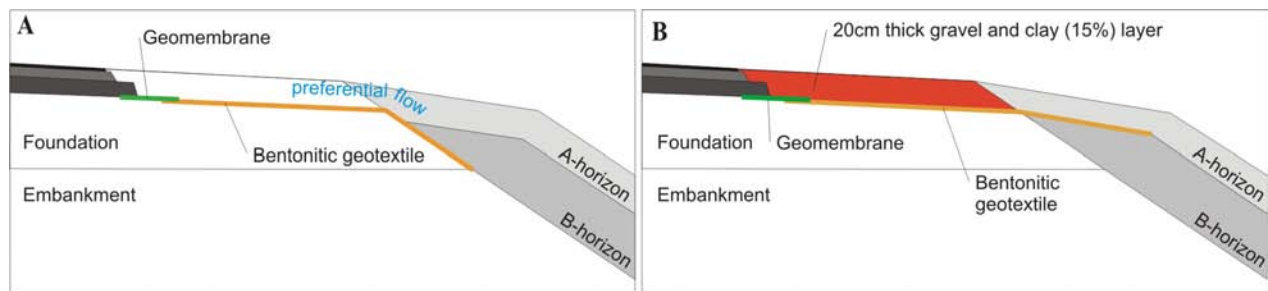 A
Geomembrane
preferential flow
Foundation
Bentonitic geotextile
Embankment
A-horizon
B-horizon
B
20cm thick gravel and clay (15%) layer
Foundation
Geomembrane
Embankment
Bentonitic
geotextile
A-horizon
B-horizon